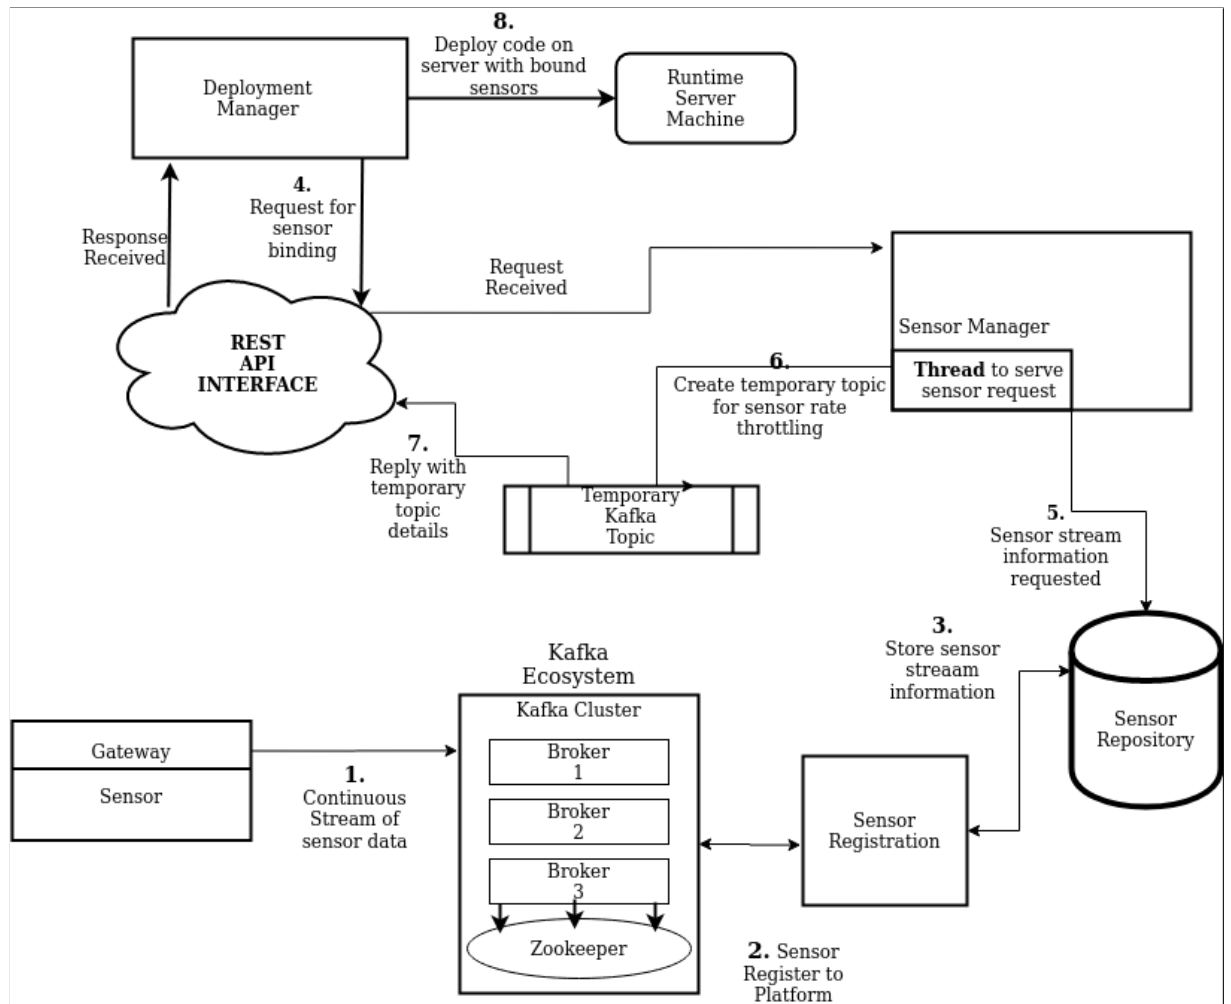 8.
Deploy code on
server with bound
sensors
Deployment
Manager
Runtime
Server
Machine
4.
Request for
sensor
binding
Response
Received
Request
Received
Sensor Manager
REST
API
INTERFACE
Thread to serve
sensor request
6.
Create temporary topic
for sensor rate
throttling
7.
Reply with
temporary
topic
details
Temporary
Kafka
Topic
5.
Sensor stream
information
requested
3.
Store sensor
streaam
information
Sensor
Repository
Kafka
Ecosystem
Kafka Cluster
Gateway
Sensor
1.
Continuous
Stream of
sensor data
Broker
1
Broker
2
Broker
3
Zookeeper
Sensor
Registration
2. Sensor
Register to
Platform